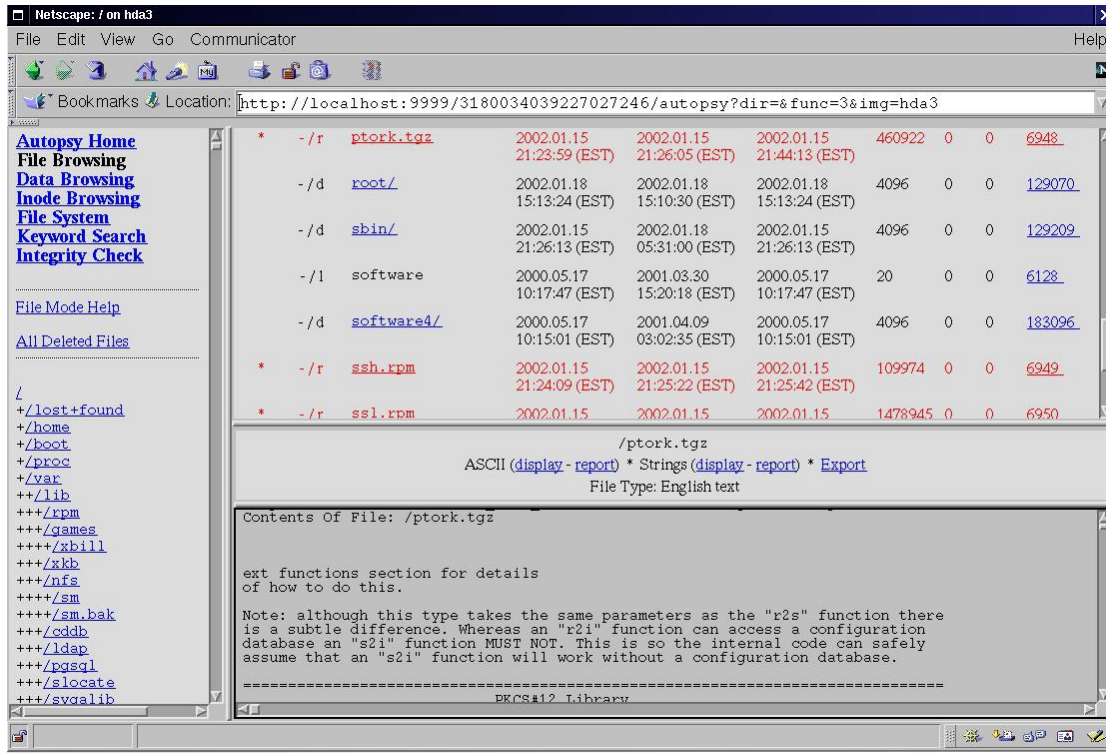 Netscape: / on hda3
File Edit View Go Communicator Help
Bookmarks Location: http://localhost:9999/3180034039227027246/autopsy?dir=&func=3&img=hda3
Autopsy Home
File Browsing
Data Browsing
Inode Browsing
File System
Keyword Search
Integrity Check
File Mode Help
All Deleted Files
/
+/lost+found
+/home
+/boot
+/proc
+/var
++/lib
+++/rpm
+++/games
++++/xbill
+++/xkb
+++/nfs
++++/sm
++++/sm.bak
+++/cddb
+++/ldap
+++/pgsql
+++/slocate
+++/svgalib
* -/r ptork.tgz 2002.01.15 2002.01.15 2002.01.15 460922 0 0 6948
21:23:59 (EST) 21:26:05 (EST) 21:44:13 (EST)
-/d root/ 2002.01.18 2002.01.18 2002.01.18 4096 0 0 129070
15:13:24 (EST) 15:10:30 (EST) 15:13:24 (EST)
-/d sbin/ 2002.01.15 2002.01.18 2002.01.15 4096 0 0 129209
21:26:13 (EST) 05:31:00 (EST) 21:26:13 (EST)
-/l software 2000.05.17 2001.03.30 2000.05.17 20 0 0 6128
10:17:47 (EST) 15:20:18 (EST) 10:17:47 (EST)
-/d software4/ 2000.05.17 2001.04.09 2000.05.17 4096 0 0 183096
10:15:01 (EST) 03:02:35 (EST) 10:15:01 (EST)
* -/r ssh.rpm 2002.01.15 2002.01.15 2002.01.15 109974 0 0 6949
21:24:09 (EST) 21:25:22 (EST) 21:25:42 (EST)
* -/r ssl.rpm 2002.01.15 2002.01.15 2002.01.15 1478945 0 0 6950
/ptork.tgz
ASCII (display - report) * Strings (display - report) * Export
File Type: English text
Contents Of File: /ptork.tgz
ext functions section for details
of how to do this.
Note: although this type takes the same parameters as the "r2s" function there
is a subtle difference. Whereas an "r2i" function can access a configuration
database an "s2i" function MUST NOT. This is so the internal code can safely
assume that an "s2i" function will work without a configuration database.
==============================================================================
PKCS#12 Library